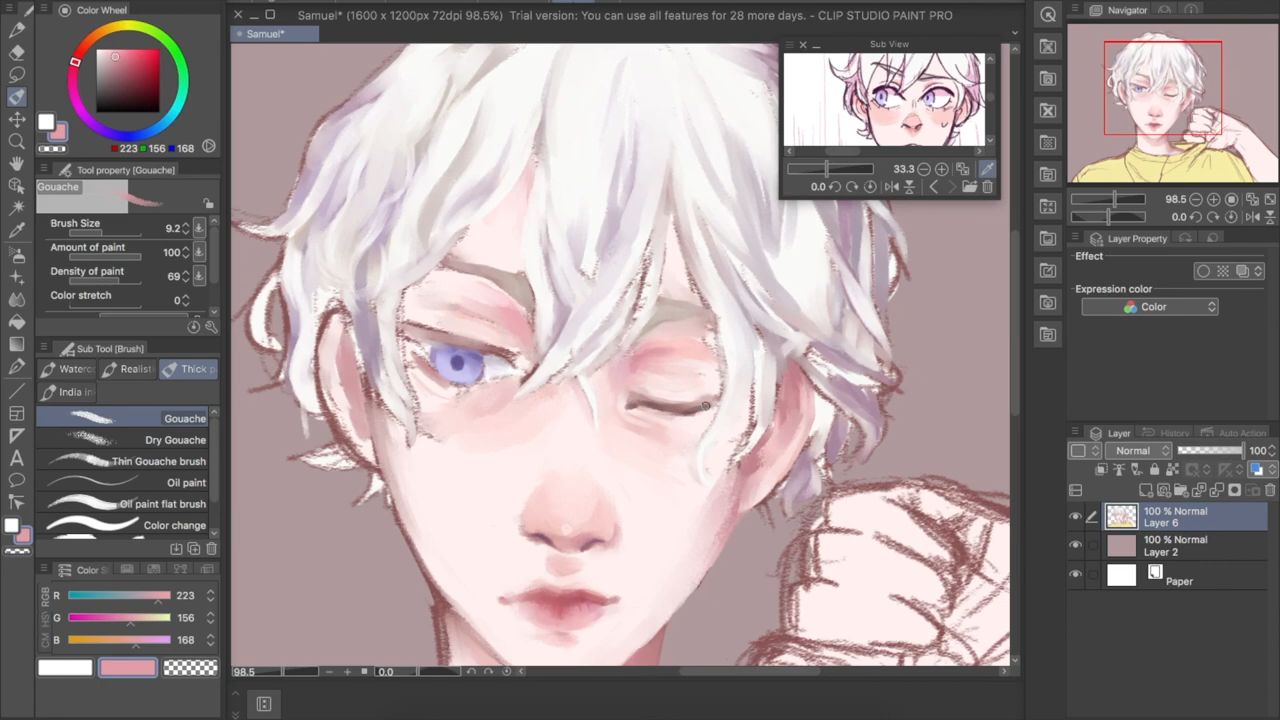 Color Wheel
223 156 168
Tool property [Gouache]
Gouache
Brush Size 9.2
Amount of paint 100
Density of paint 69
Color stretch 0
Sub Tool [Brush]
Waterc Realist Thick p
India in
Gouache
Dry Gouache
Thin Gouache brush
Oil paint
Oil paint flat brush
Color change
Color S
RGB
R 223
G 156
B 168
Samuel* (1600 x 1200px 72dpi 98.5%) Trial version: You can use all features for 28 more days. - CLIP STUDIO PAINT PRO
Samuel*
Sub View
33.3
0.0
98.5 0.0
Navigator
98.5
0.0
Layer Property
Effect
Expression color
Color
Layer History Auto Action
Normal 100
100 % Normal
Layer 6
100 % Normal
Layer 2
Paper